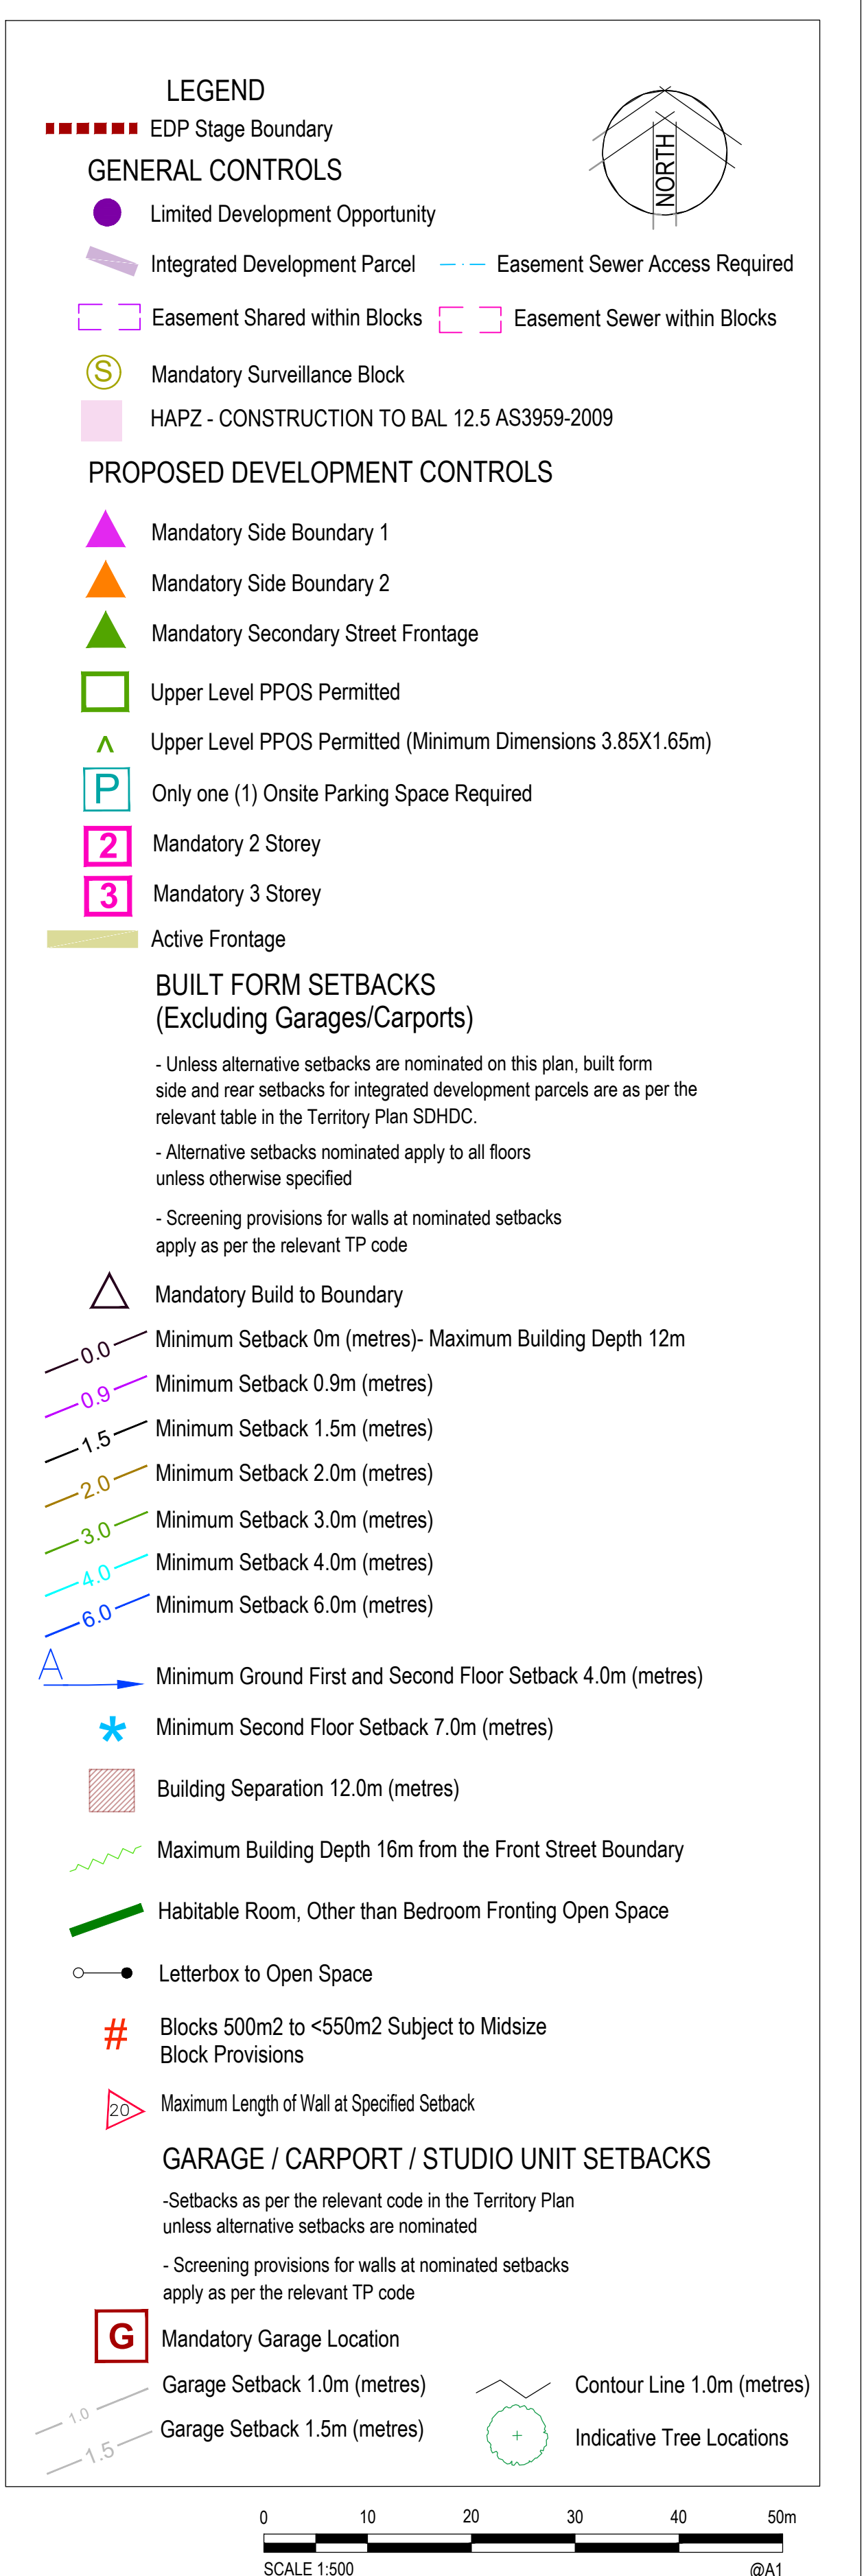 LEGEND
EDP Stage Boundary
NORTH
GENERAL CONTROLS
Limited Development Opportunity
Integrated Development Parcel
Easement Sewer Access Required
Easement Shared within Blocks
Easement Sewer within Blocks
S
Mandatory Surveillance Block
HAPZ - CONSTRUCTION TO BAL 12.5 AS3959-2009
PROPOSED DEVELOPMENT CONTROLS
Mandatory Side Boundary 1
Mandatory Side Boundary 2
Mandatory Secondary Street Frontage
Upper Level PPOS Permitted
^ Upper Level PPOS Permitted (Minimum Dimensions 3.85X1.65m)
P Only one (1) Onsite Parking Space Required
2 Mandatory 2 Storey
3 Mandatory 3 Storey
Active Frontage
BUILT FORM SETBACKS
(Excluding Garages/Carports)
- Unless alternative setbacks are nominated on this plan, built form
side and rear setbacks for integrated development parcels are as per the
relevant table in the Territory Plan SDHDC.
- Alternative setbacks nominated apply to all floors
unless otherwise specified
- Screening provisions for walls at nominated setbacks
apply as per the relevant TP code
Mandatory Build to Boundary
0.0 Minimum Setback 0m (metres)- Maximum Building Depth 12m
0.9 Minimum Setback 0.9m (metres)
1.5 Minimum Setback 1.5m (metres)
2.0 Minimum Setback 2.0m (metres)
3.0 Minimum Setback 3.0m (metres)
4.0 Minimum Setback 4.0m (metres)
6.0 Minimum Setback 6.0m (metres)
A Minimum Ground First and Second Floor Setback 4.0m (metres)
* Minimum Second Floor Setback 7.0m (metres)
Building Separation 12.0m (metres)
Maximum Building Depth 16m from the Front Street Boundary
Habitable Room, Other than Bedroom Fronting Open Space
Letterbox to Open Space
# Blocks 500m2 to <550m2 Subject to Midsize
Block Provisions
20 Maximum Length of Wall at Specified Setback
GARAGE / CARPORT / STUDIO UNIT SETBACKS
-Setbacks as per the relevant code in the Territory Plan
unless alternative setbacks are nominated
- Screening provisions for walls at nominated setbacks
apply as per the relevant TP code
G Mandatory Garage Location
1.0 Garage Setback 1.0m (metres)
Contour Line 1.0m (metres)
1.5 Garage Setback 1.5m (metres)
Indicative Tree Locations
0 10 20 30 40 50m
SCALE 1:500 @A1